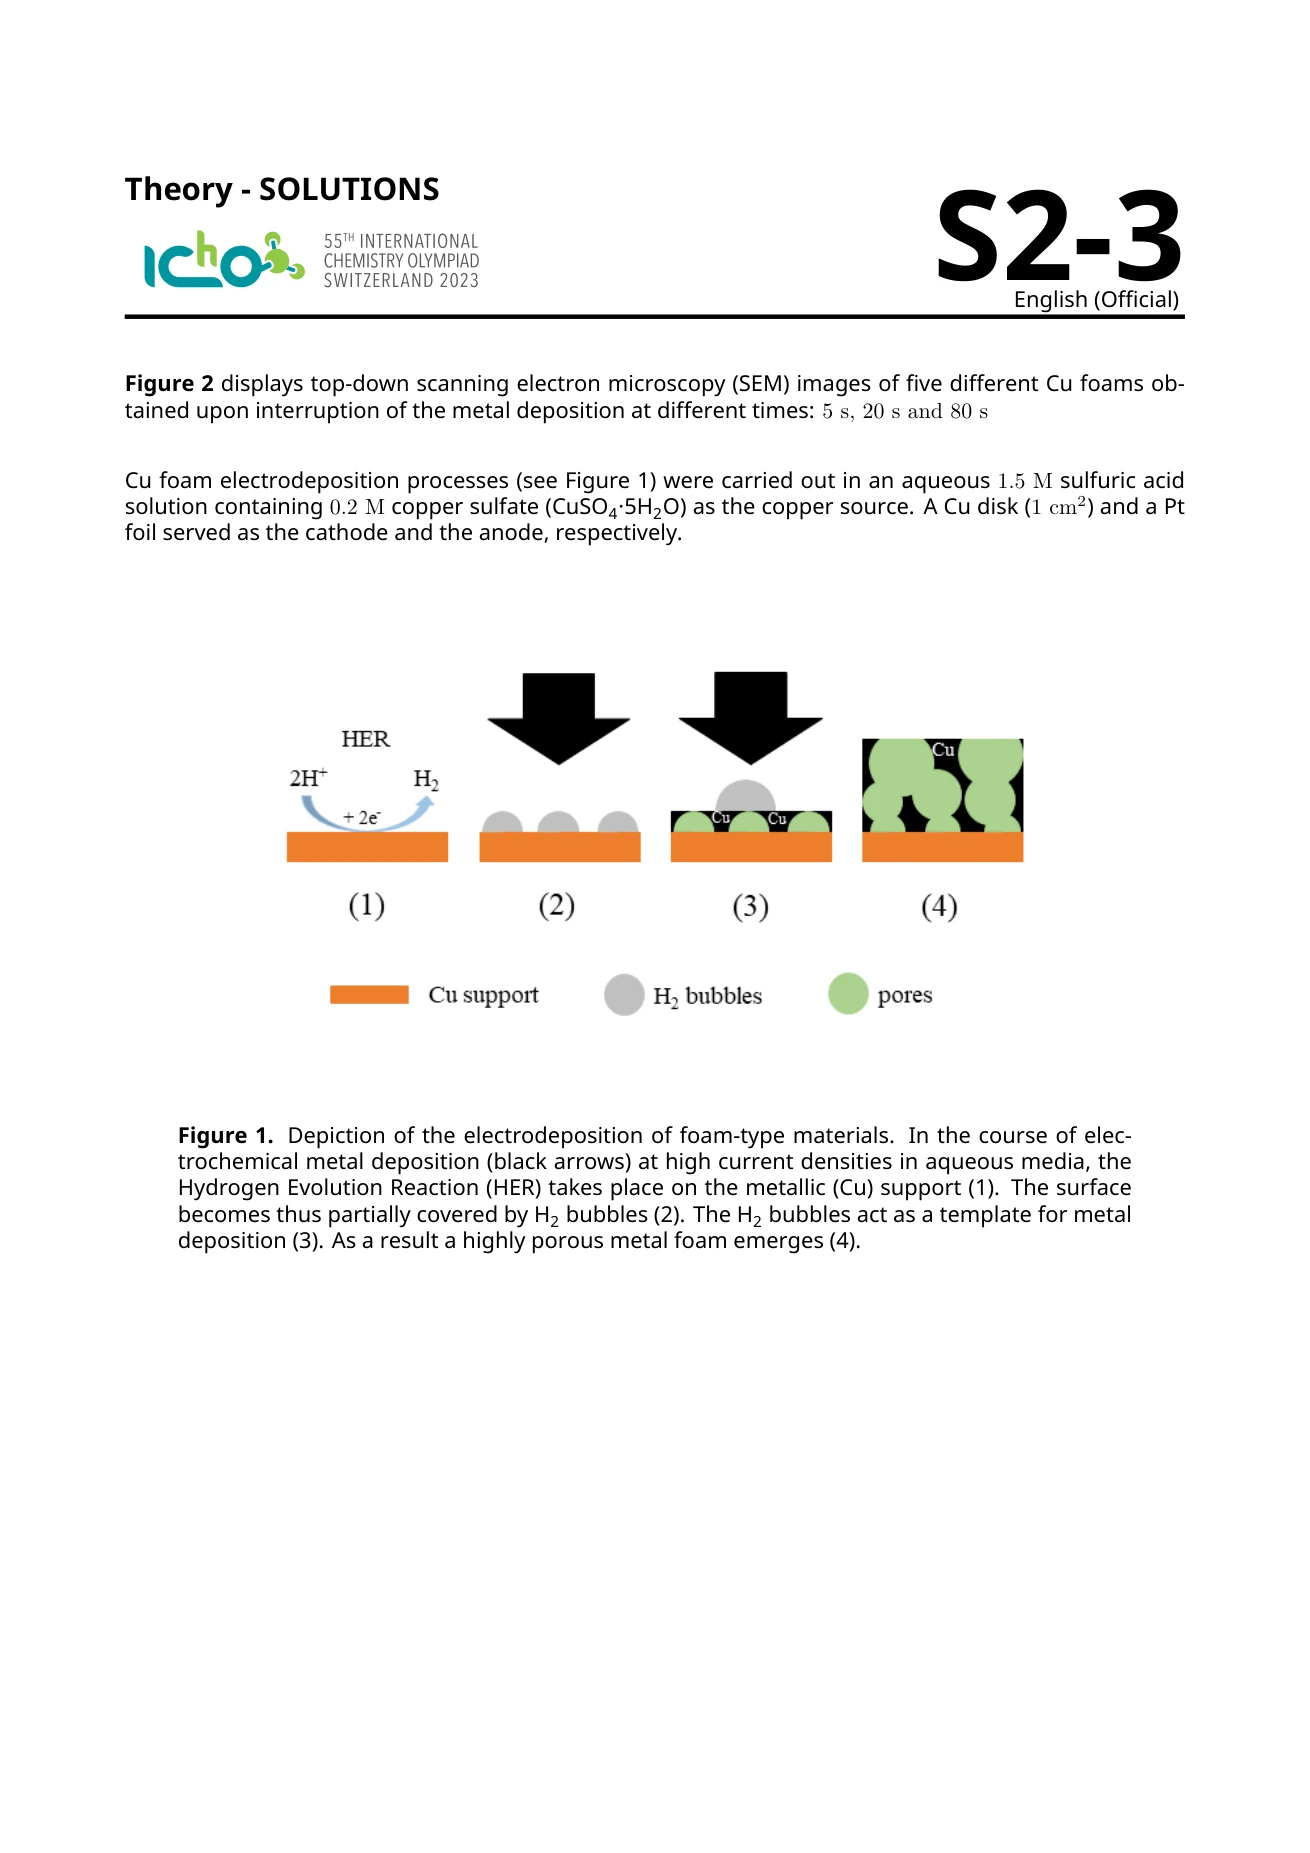 Theory - SOLUTIONS
Icho
55TH INTERNATIONAL
CHEMISTRY OLYMPIAD
SWITZERLAND 2023
S2-3
English (Official)
Figure 2 displays top-down scanning electron microscopy (SEM) images of five different Cu foams ob-
tained upon interruption of the metal deposition at different times: 5 s, 20 s and 80 s
Cu foam electrodeposition processes (see Figure 1) were carried out in an aqueous 1.5 M sulfuric acid
solution containing 0.2 M copper sulfate (CuSO₄·5H₂O) as the copper source. A Cu disk (1 cm²) and a Pt
foil served as the cathode and the anode, respectively.
HER
2H⁺ H₂
+ 2e⁻
Cu Cu
Cu
(1) (2) (3) (4)
Cu support H₂ bubbles pores
Figure 1. Depiction of the electrodeposition of foam-type materials. In the course of elec-
trochemical metal deposition (black arrows) at high current densities in aqueous media, the
Hydrogen Evolution Reaction (HER) takes place on the metallic (Cu) support (1). The surface
becomes thus partially covered by H₂ bubbles (2). The H₂ bubbles act as a template for metal
deposition (3). As a result a highly porous metal foam emerges (4).